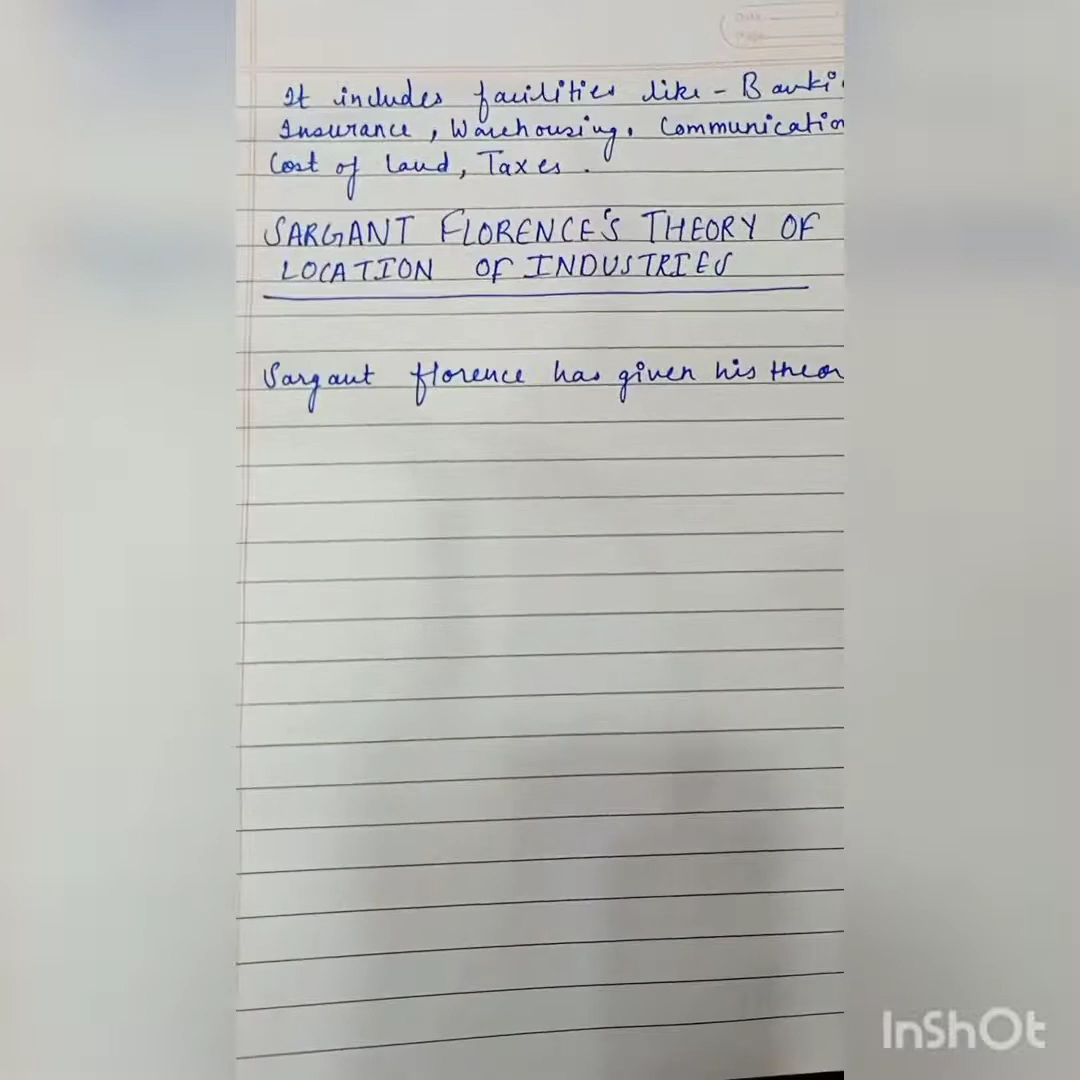 It includes facilities like - Banki
Insurance, Warehousing, Communication
Cost of Land, Taxes.
SARGANT FLORENCE'S THEORY OF
LOCATION OF INDUSTRIES
Sargant florence has given his theor
InShOt